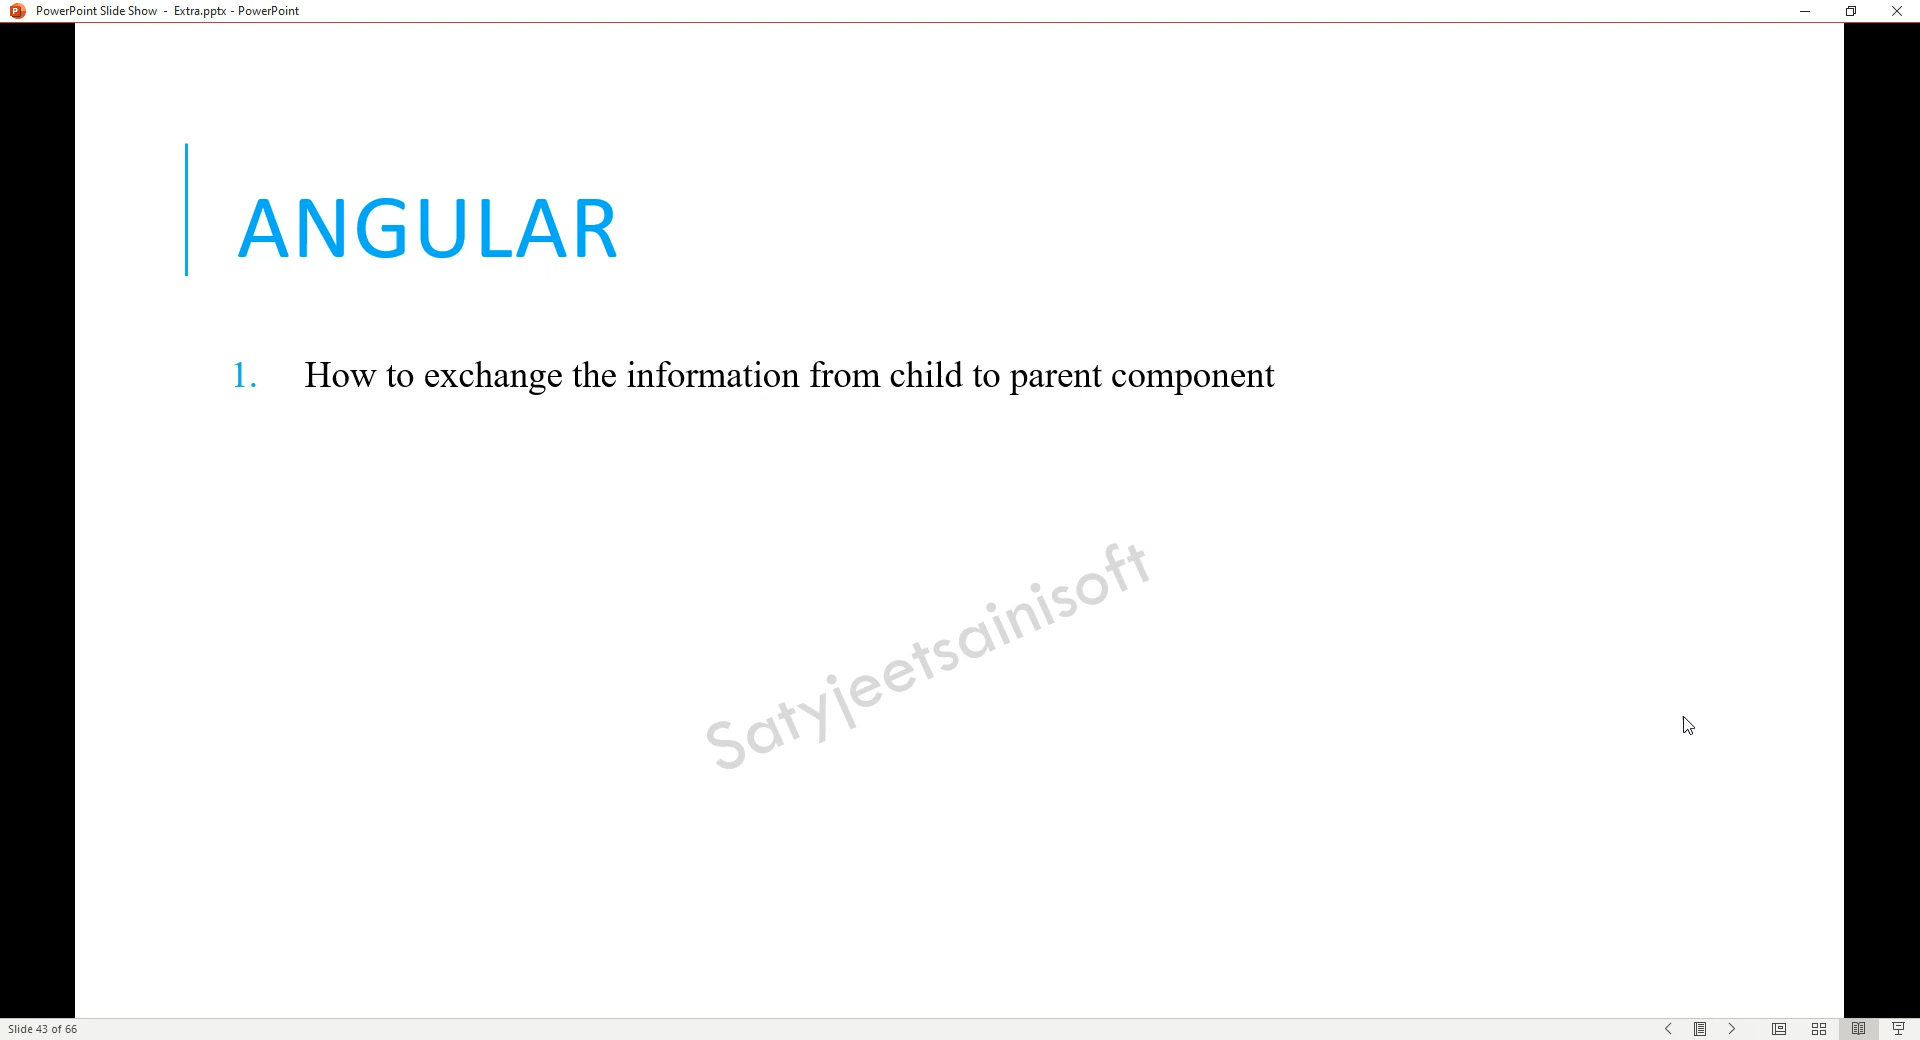 PowerPoint Slide Show - Extra.pptx - PowerPoint
ANGULAR
1. How to exchange the information from child to parent component
Satyjeetsainisoft
Slide 43 of 66